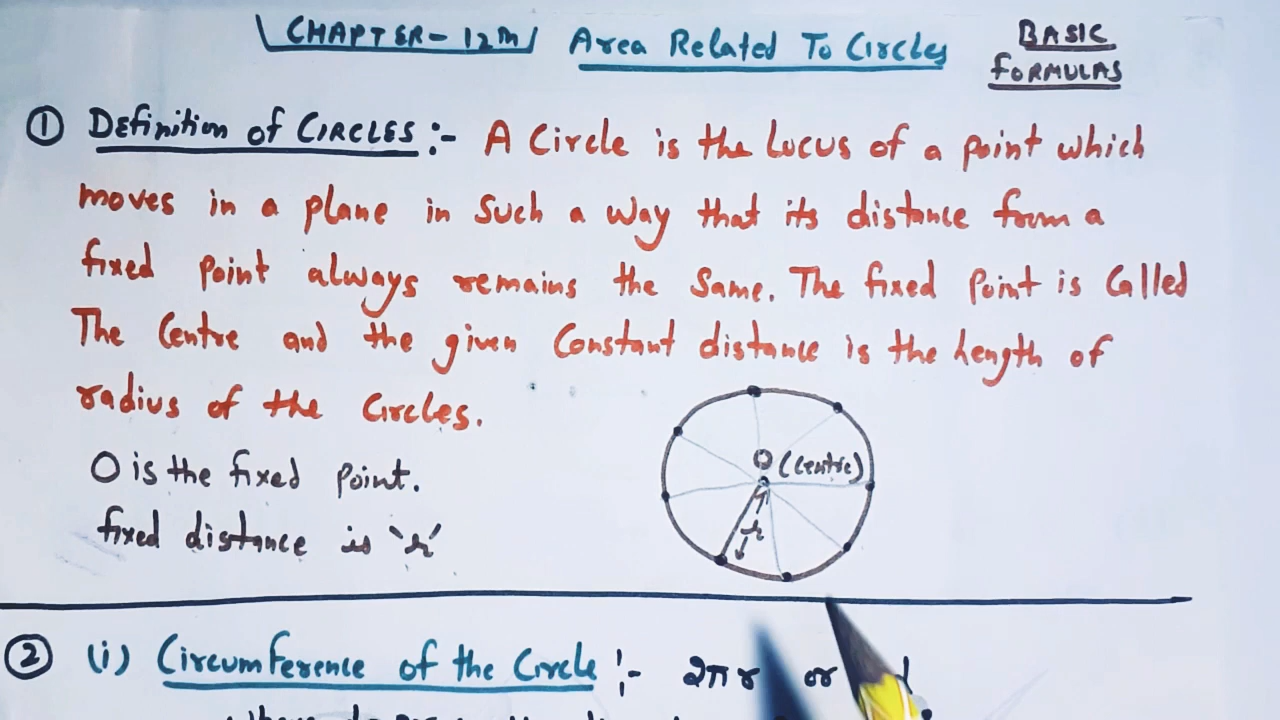 CHAPTER-12th Area Related To Circles BASIC
FORMULAS
① Definition of CIRCLES :- A Circle is the Locus of a point which
moves in a plane in such a way that its distance form a
fixed point always remains the same. The fixed point is Called
The Centre and the given Constant distance is the length of
radius of the Circles.
O is the fixed point.
fixed distance is 'r'
O (Centre)
r
② (i) Circumference of the Circle :- 2πr or